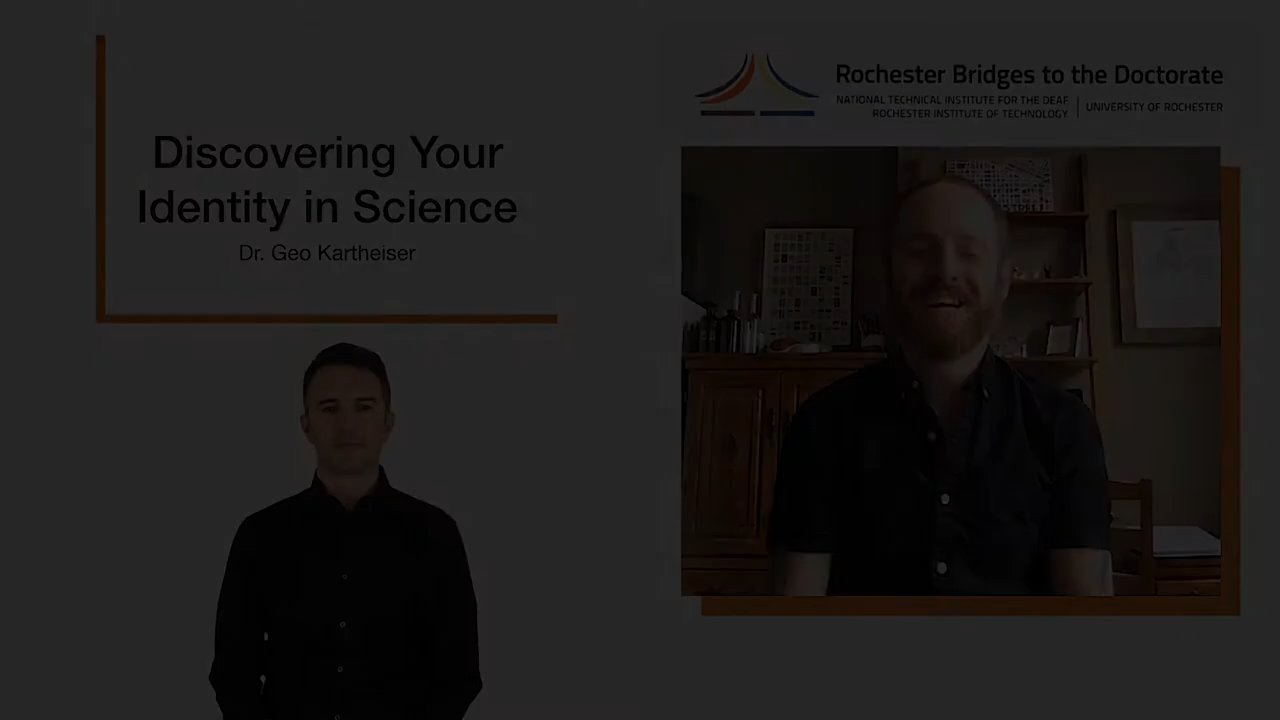 Discovering Your
Identity in Science
Dr. Geo Kartheiser
Rochester Bridges to the Doctorate
NATIONAL TECHNICAL INSTITUTE FOR THE DEAF
ROCHESTER INSTITUTE OF TECHNOLOGY
UNIVERSITY OF ROCHESTER